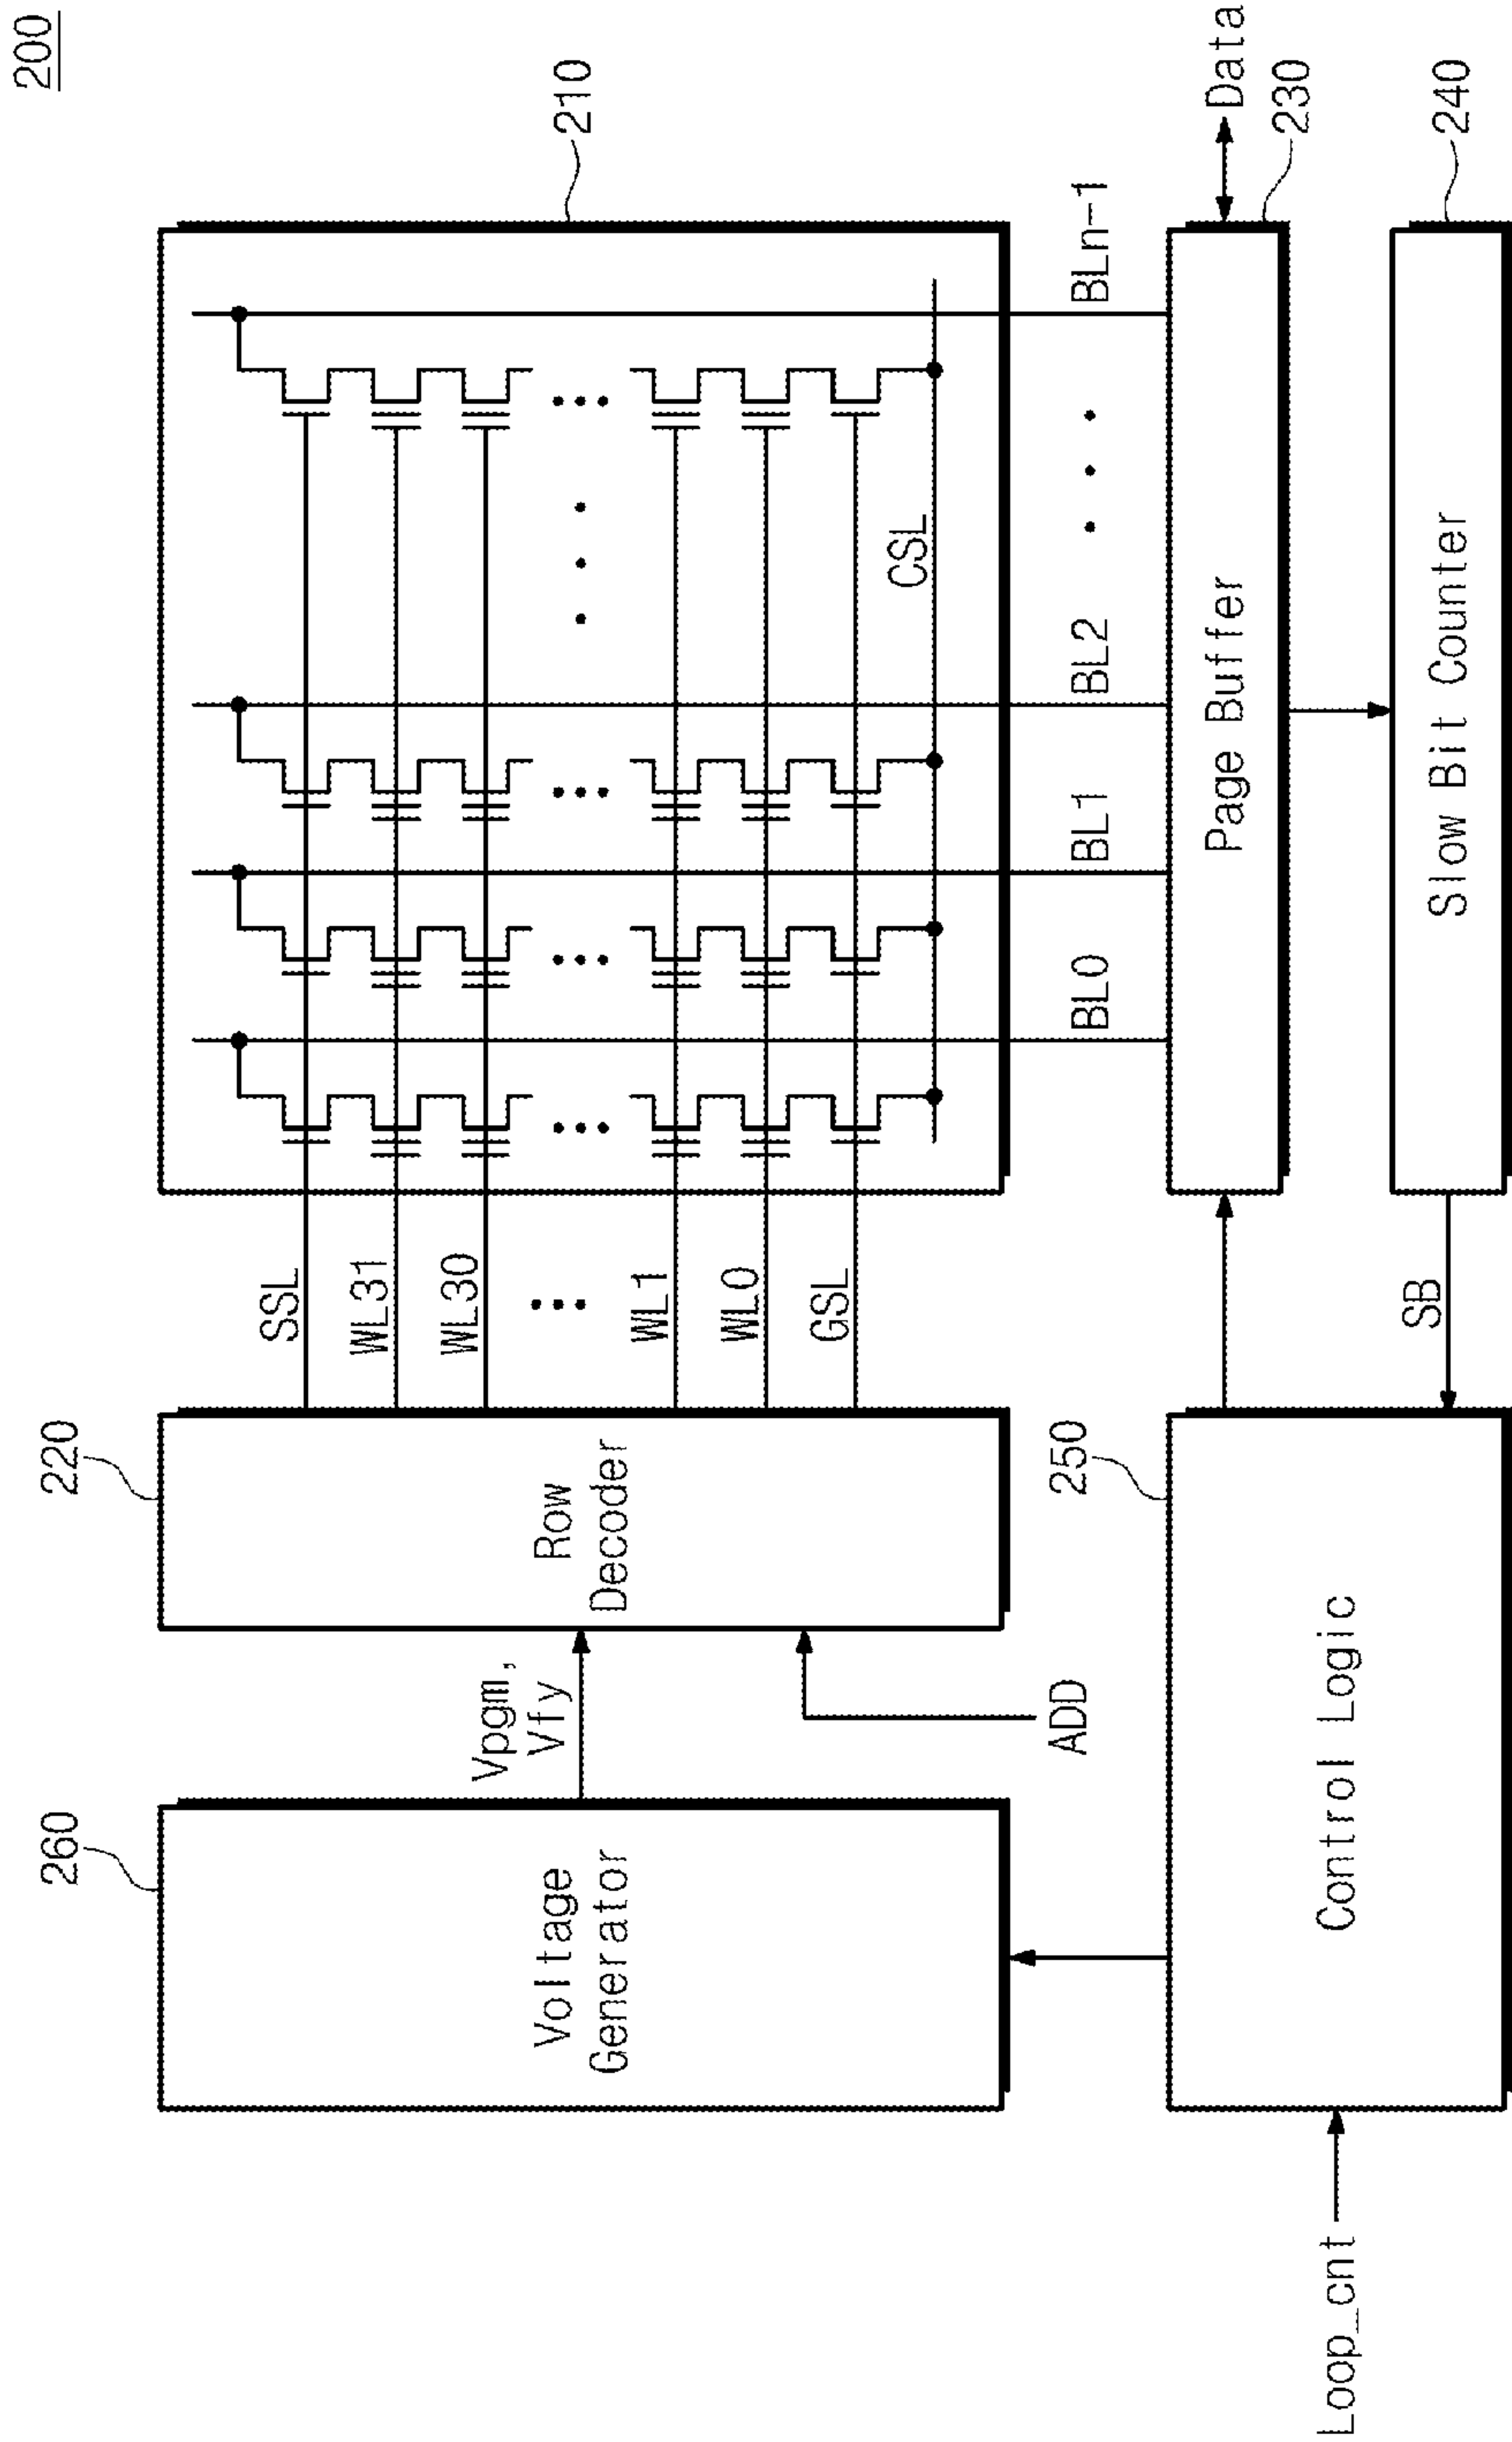 200
260
220
210
Voltage
Generator
Vpgm,
Vfy
ADD
Row
Decoder
SSL
WL31
WL30
WL1
WL0
GSL
CSL
BL0
BL1
BL2
BLn-1
250
Loop_cnt
Control Logic
SB
Page Buffer
Data
230
Slow Bit Counter
240